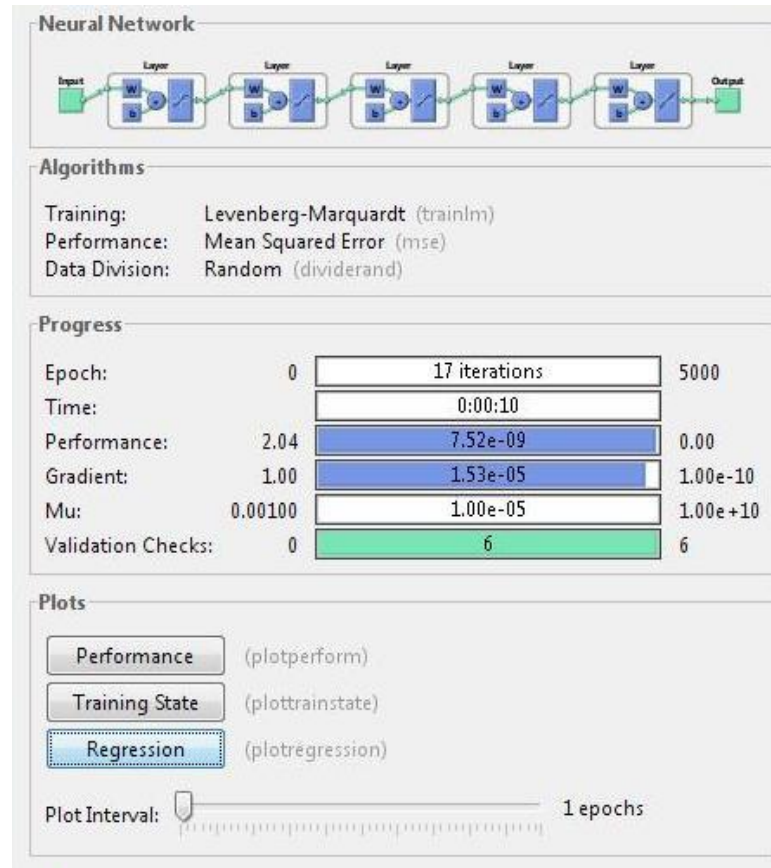 Neural Network
Layer Layer Layer Layer Layer
Input Output
W W W W W
b b b b b
Algorithms
Training: Levenberg-Marquardt (trainlm)
Performance: Mean Squared Error (mse)
Data Division: Random (dividerand)
Progress
Epoch: 0 17 iterations 5000
Time: 0:00:10
Performance: 2.04 7.52e-09 0.00
Gradient: 1.00 1.53e-05 1.00e-10
Mu: 0.00100 1.00e-05 1.00e+10
Validation Checks: 0 6 6
Plots
Performance (plotperform)
Training State (plottrainstate)
Regression (plotregression)
Plot Interval: 1 epochs